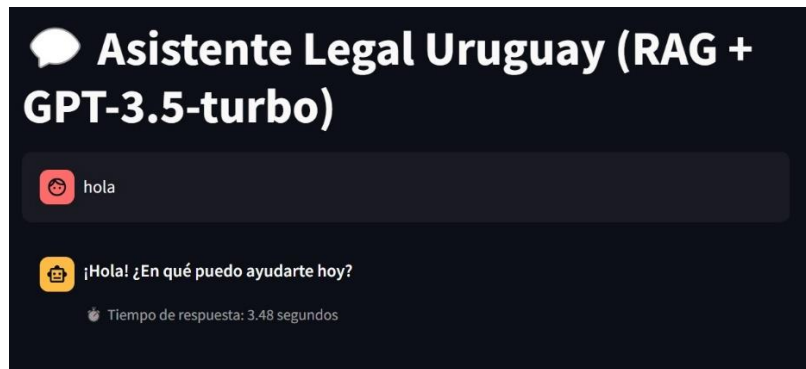 💬 Asistente Legal Uruguay (RAG +
GPT-3.5-turbo)
hola
¡Hola! ¿En qué puedo ayudarte hoy?
⏱️ Tiempo de respuesta: 3.48 segundos